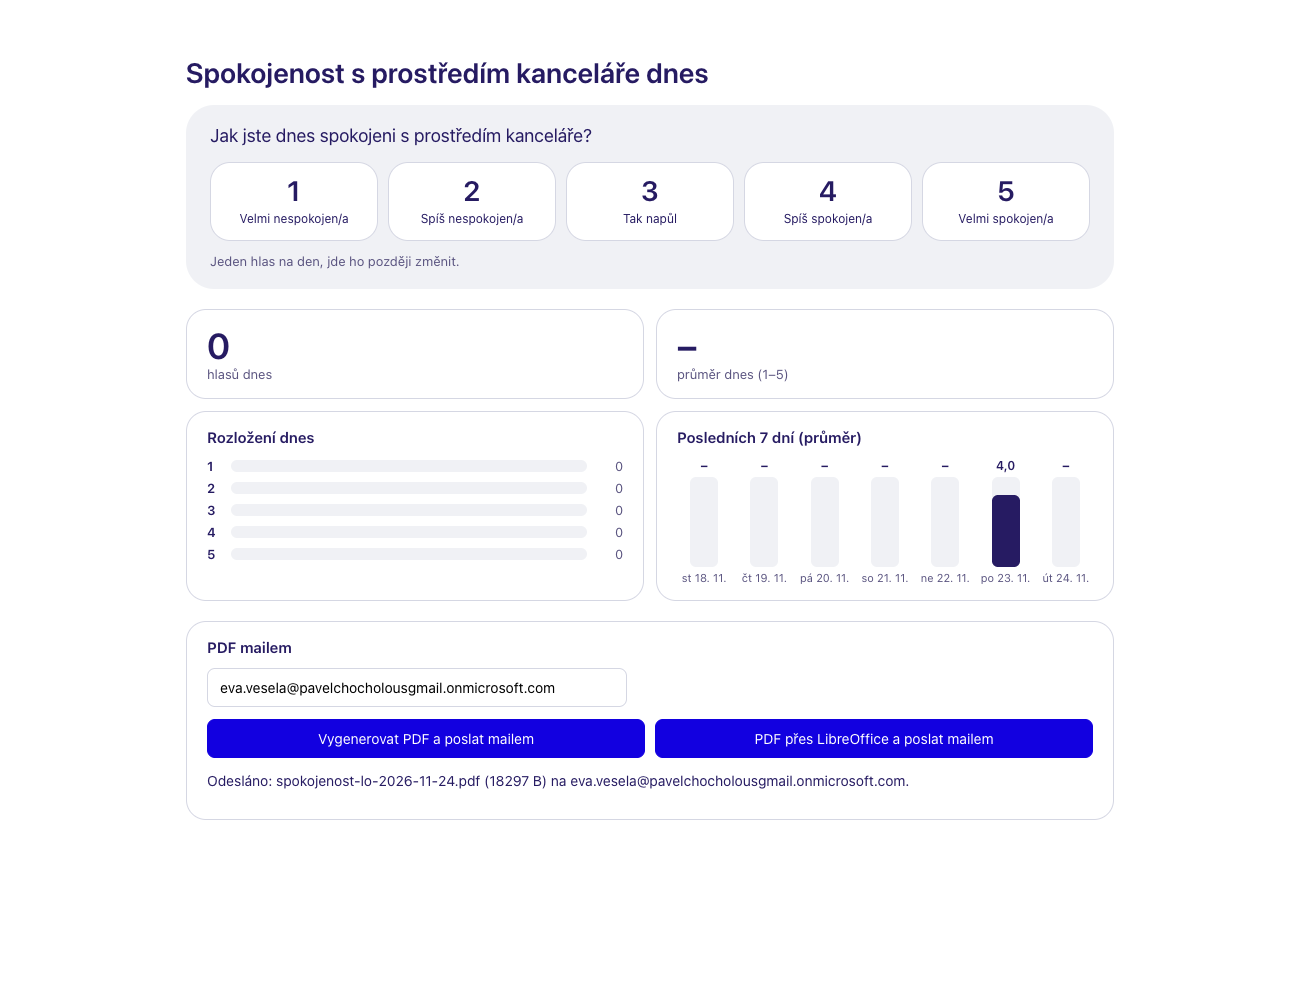 Spokojenost s prostředím kanceláře dnes
Jak jste dnes spokojeni s prostředím kanceláře?
1
Velmi nespokojen/a
2
Spíš nespokojen/a
3
Tak napůl
4
Spíš spokojen/a
5
Velmi spokojen/a
Jeden hlas na den, jde ho později změnit.
0
hlasů dnes
–
průměr dnes (1–5)
Rozložení dnes
1 0
2 0
3 0
4 0
5 0
Posledních 7 dní (průměr)
– – – – – 4,0 –
st 18. 11. čt 19. 11. pá 20. 11. so 21. 11. ne 22. 11. po 23. 11. út 24. 11.
PDF mailem
eva.vesela@pavelchocholousgmail.onmicrosoft.com
Vygenerovat PDF a poslat mailem
PDF přes LibreOffice a poslat mailem
Odesláno: spokojenost-lo-2026-11-24.pdf (18297 B) na eva.vesela@pavelchocholousgmail.onmicrosoft.com.